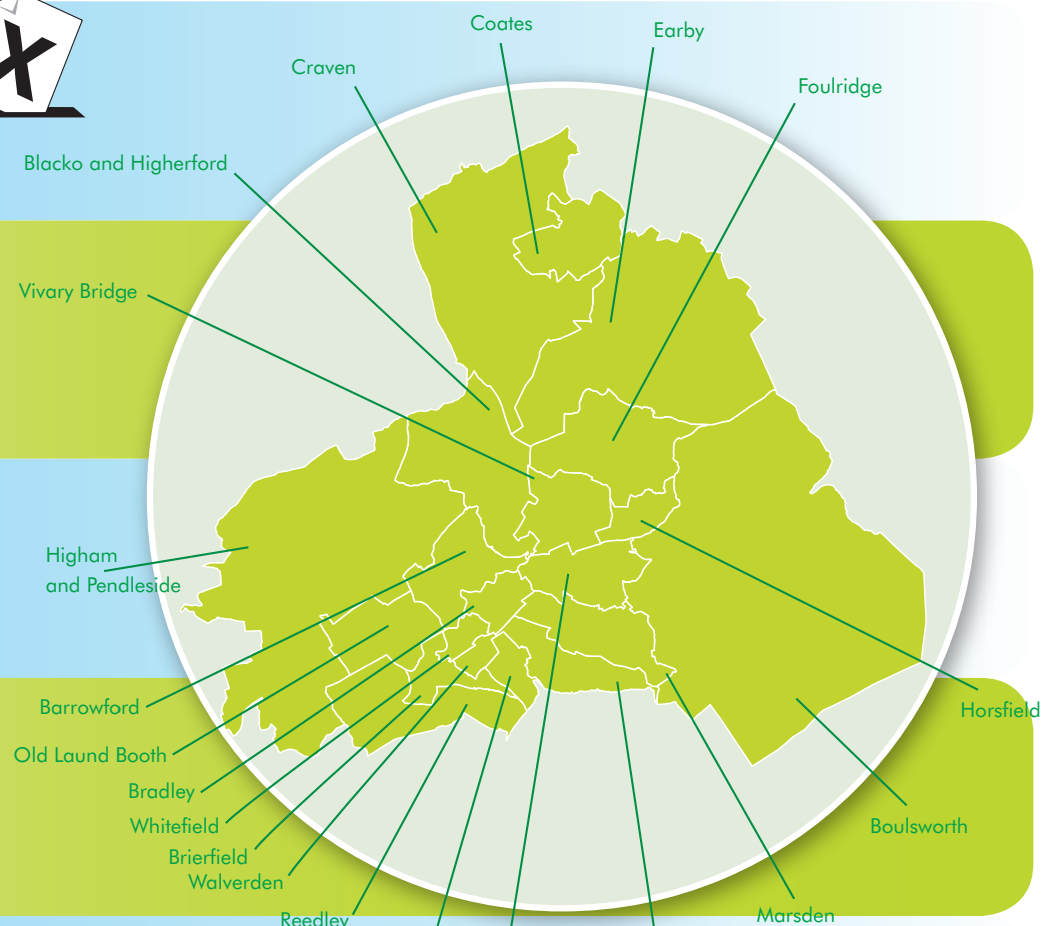 Coates
Earby
Craven
Foulridge
Blacko and Higherford
Vivary Bridge
Higham
and Pendleside
Barrowford
Horsfield
Old Laund Booth
Bradley
Whitefield
Boulsworth
Brierfield
Walverden
Reedley
Marsden
X